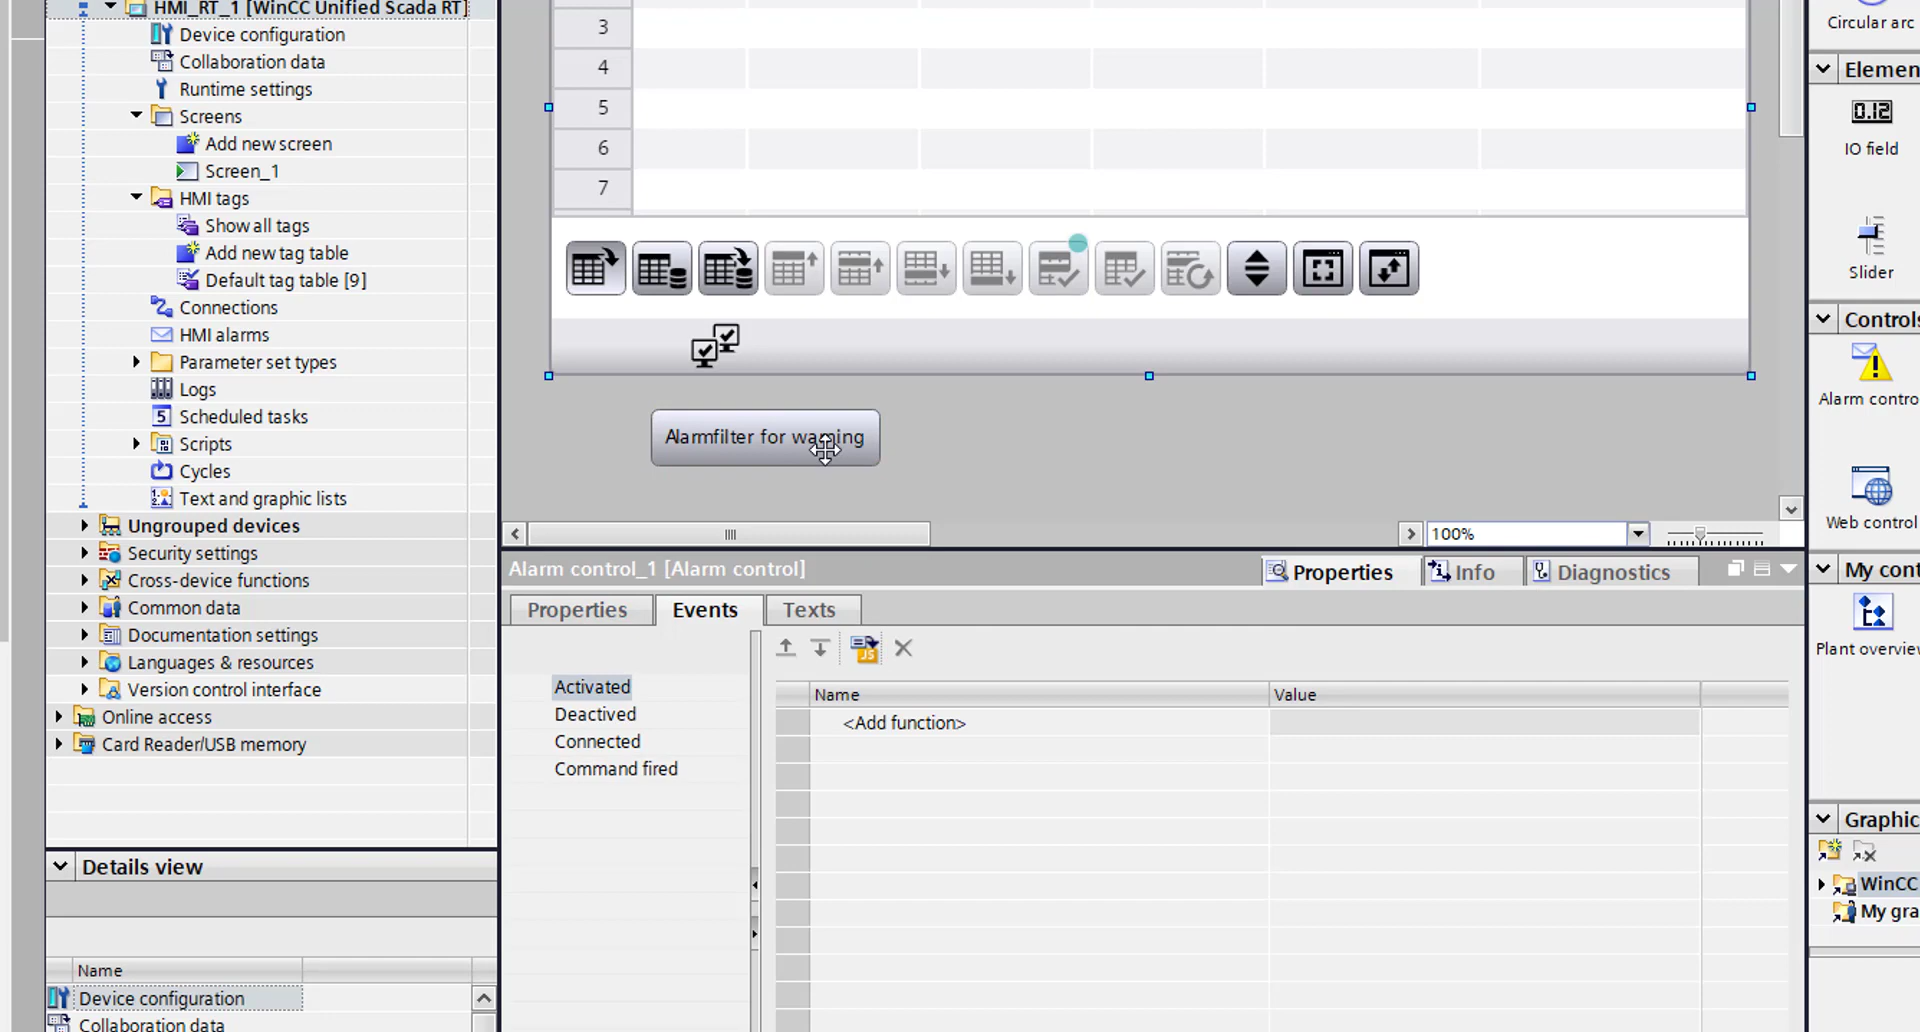 HMI_RT_1 [WinCC Unified Scada RT]
Device configuration
Collaboration data
Runtime settings
Screens
Add new screen
Screen_1
HMI tags
Show all tags
Add new tag table
Default tag table [9]
Connections
HMI alarms
Parameter set types
Logs
5 Scheduled tasks
Scripts
Cycles
Text and graphic lists
Ungrouped devices
Security settings
Cross-device functions
Common data
Documentation settings
Languages & resources
Version control interface
Online access
Card Reader/USB memory
Details view
Name
Device configuration
Collaboration data
3
4
5
6
7
Alarmfilter for warning
100%
Alarm control_1 [Alarm control]
Properties
Info
Diagnostics
Properties
Events
Texts
JS
Activated
Deactived
Connected
Command fired
Name
Value
<Add function>
Circular arc
Elemen
0.12
IO field
Slider
Controls
Alarm contro
Web control
My cont
Plant overvie
Graphic
WinCC
My gra